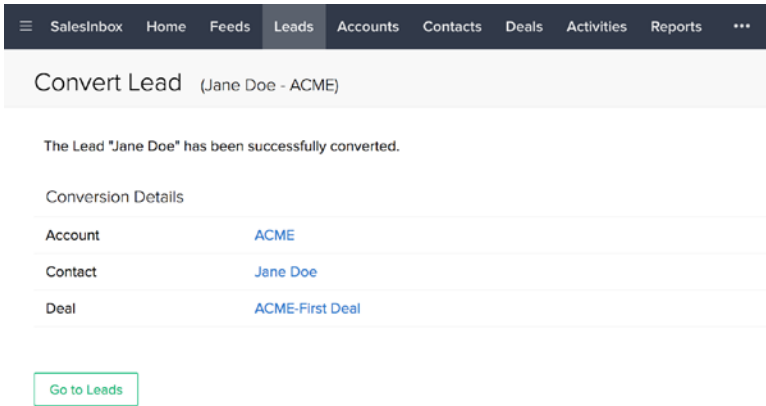 SalesInbox Home Feeds Leads Accounts Contacts Deals Activities Reports
Convert Lead (Jane Doe - ACME)
The Lead "Jane Doe" has been successfully converted.
Conversion Details
Account ACME
Contact Jane Doe
Deal ACME-First Deal
Go to Leads